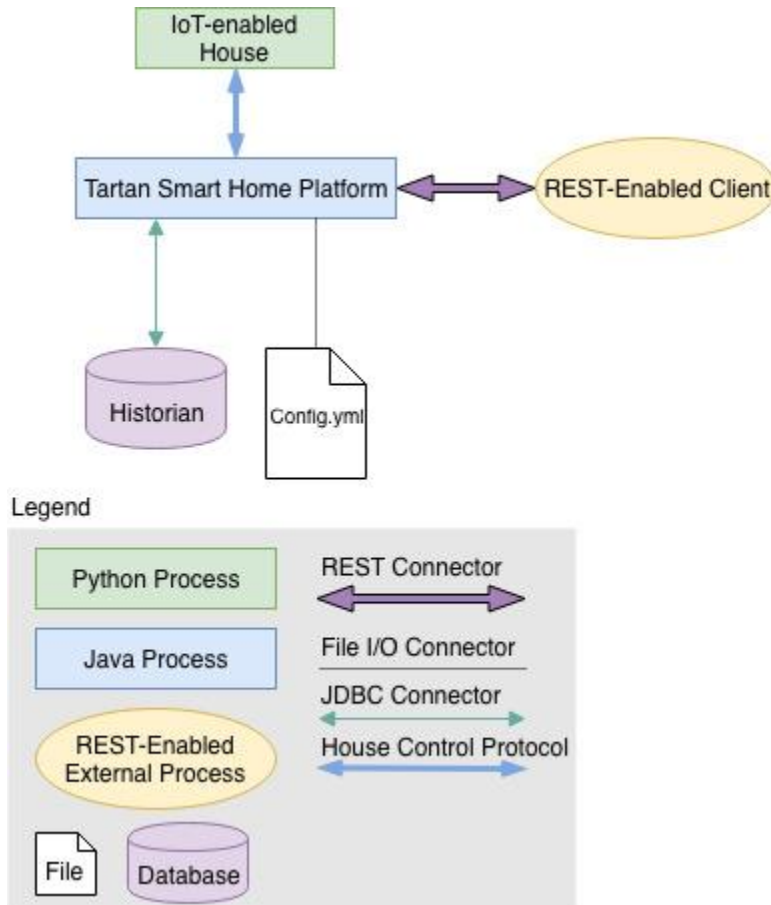 IoT-enabled
House
Tartan Smart Home Platform
REST-Enabled Client
Historian
Config.yml
Legend
Python Process
REST Connector
Java Process
File I/O Connector
JDBC Connector
REST-Enabled
External Process
House Control Protocol
File
Database